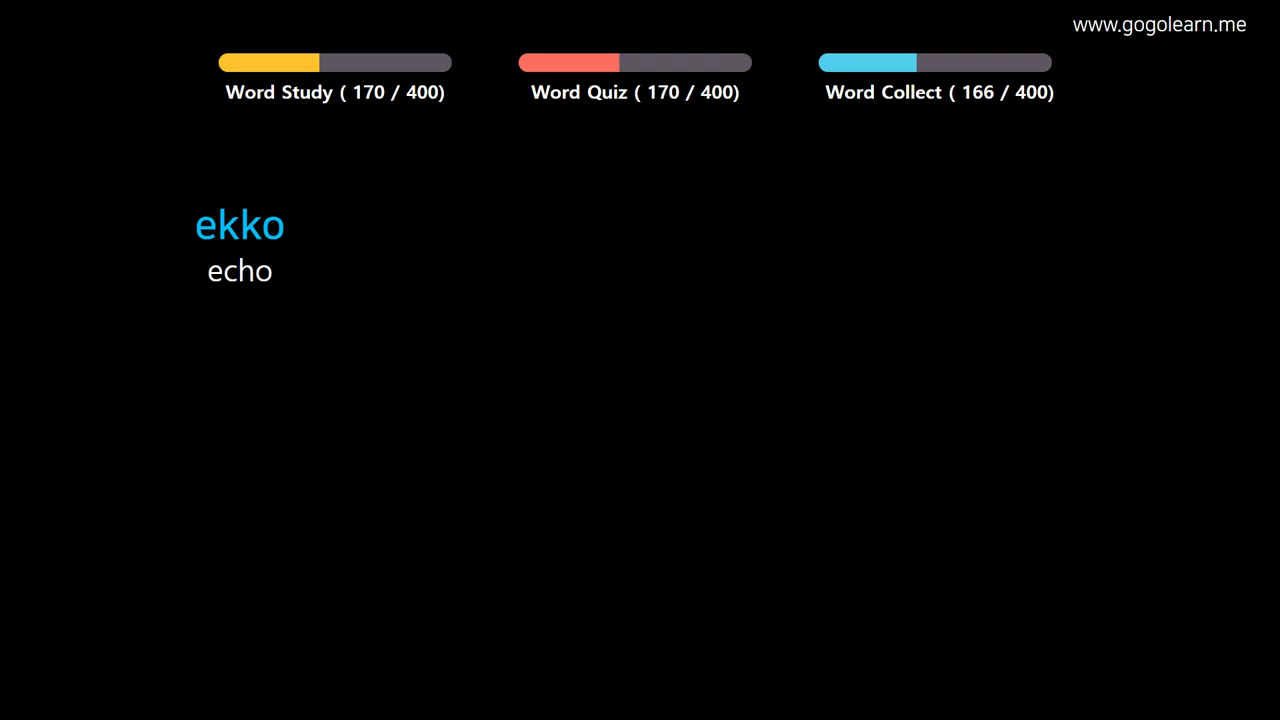 www.gogolearn.me
Word Study ( 170 / 400)
Word Quiz ( 170 / 400)
Word Collect ( 166 / 400)
ekko
echo